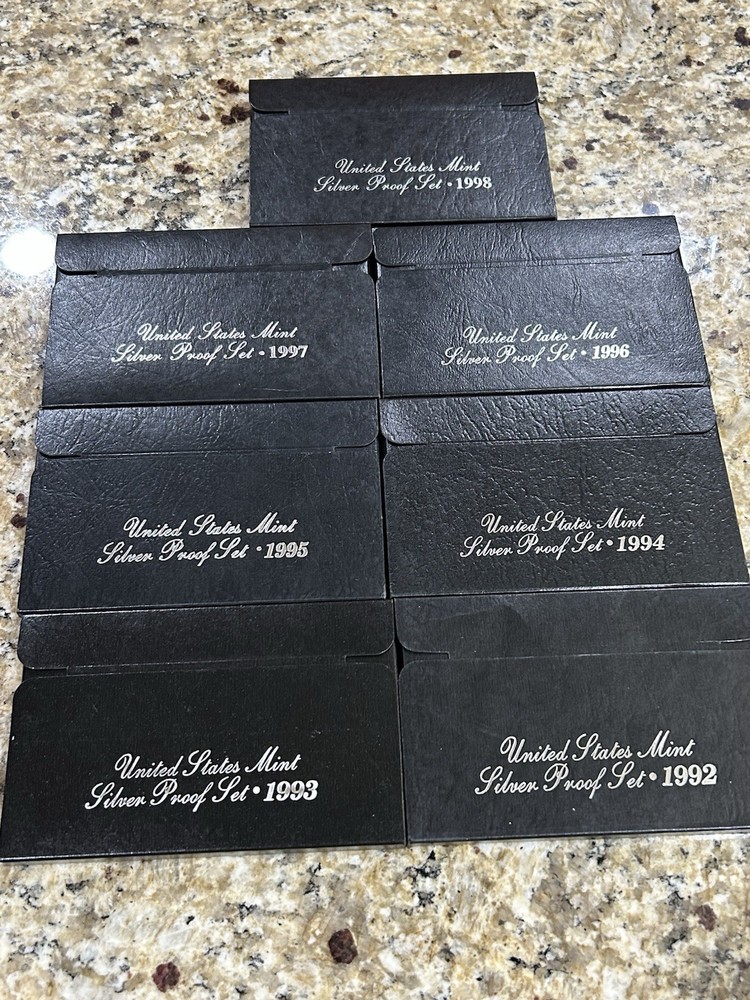 United States Mint
Silver Proof Set • 1998
United States Mint
Silver Proof Set • 1997
United States Mint
Silver Proof Set • 1996
United States Mint
Silver Proof Set • 1995
United States Mint
Silver Proof Set • 1994
United States Mint
Silver Proof Set • 1993
United States Mint
Silver Proof Set • 1992